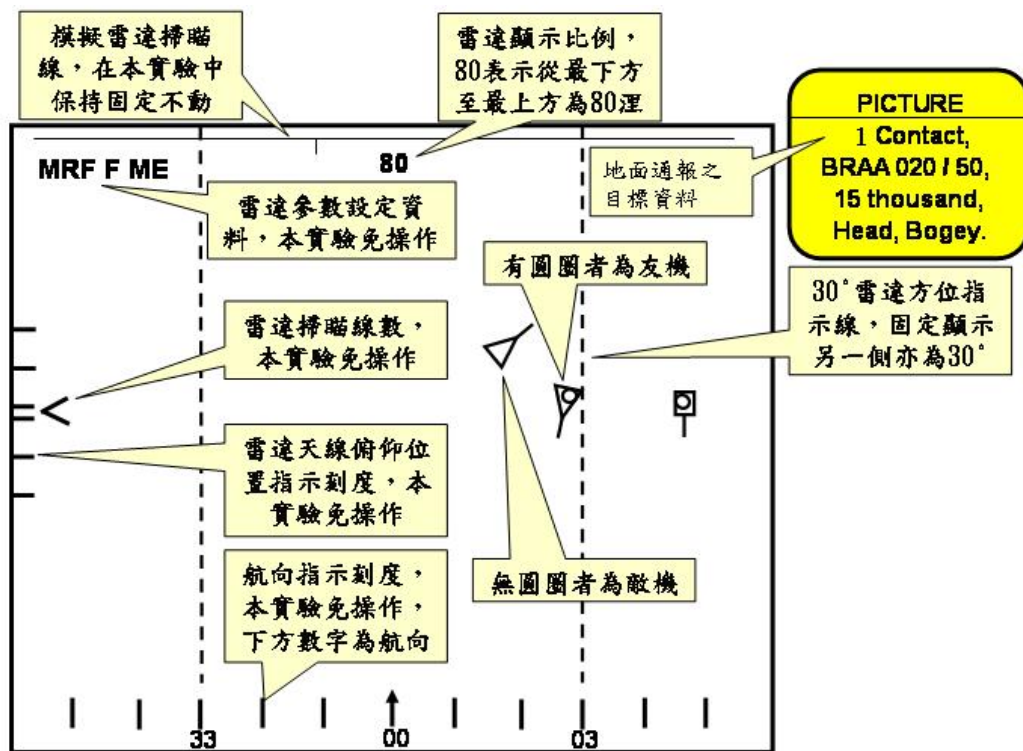 模擬雷達掃瞄
線，在本實驗中
保持固定不動
雷達顯示比例，
80表示從最下方
至最上方為80浬
PICTURE
1 Contact,
BRAA 020 / 50,
15 thousand,
Head, Bogey.
MRF F ME
80
地面通報之
目標資料
雷達參數設定資
料，本實驗免操作
有圓圈者為友機
30°雷達方位指
示線，固定顯示
另一側亦為30°
雷達掃瞄線數，
本實驗免操作
雷達天線俯仰位
置指示刻度，本
實驗免操作
無圓圈者為敵機
航向指示刻度，
本實驗免操作，
下方數字為航向
33
00
03